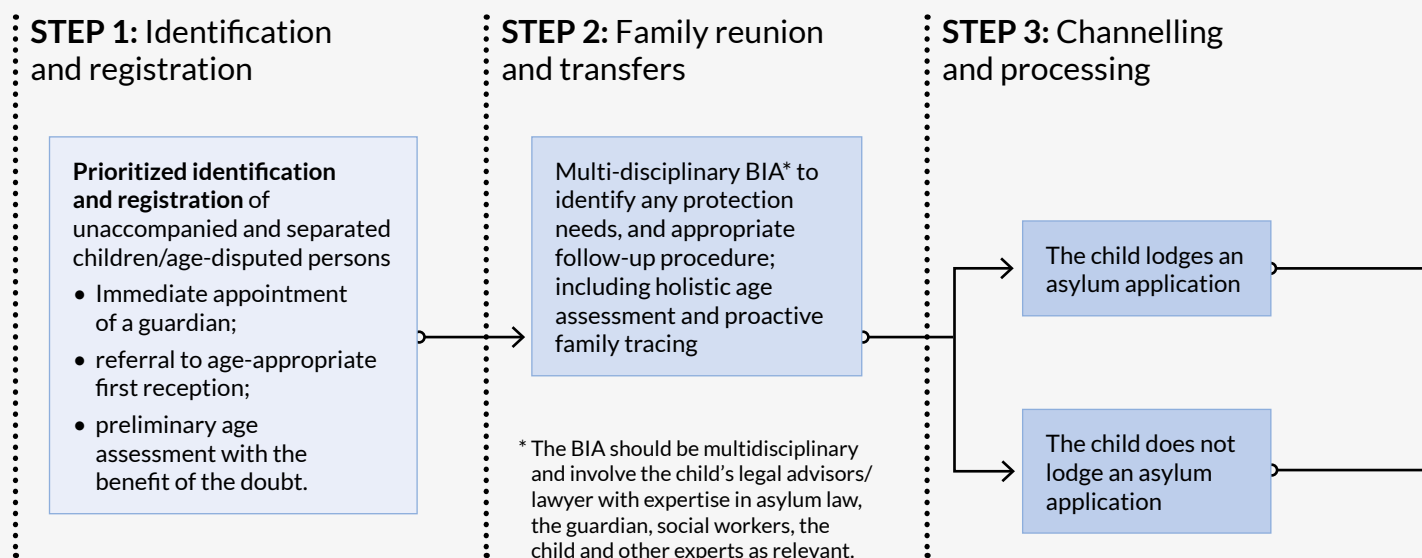 STEP 1: Identification
and registration
Prioritized identification
and registration of
unaccompanied and separated
children/age-disputed persons
• Immediate appointment
of a guardian;
• referral to age-appropriate
first reception;
• preliminary age
assessment with the
benefit of the doubt.
STEP 2: Family reunion
and transfers
Multi-disciplinary BIA* to
identify any protection
needs, and appropriate
follow-up procedure;
including holistic age
assessment and proactive
family tracing
* The BIA should be multidisciplinary
and involve the child’s legal advisors/
lawyer with expertise in asylum law,
the guardian, social workers, the
child and other experts as relevant.
STEP 3: Channelling
and processing
The child lodges an
asylum application
The child does not
lodge an asylum
application